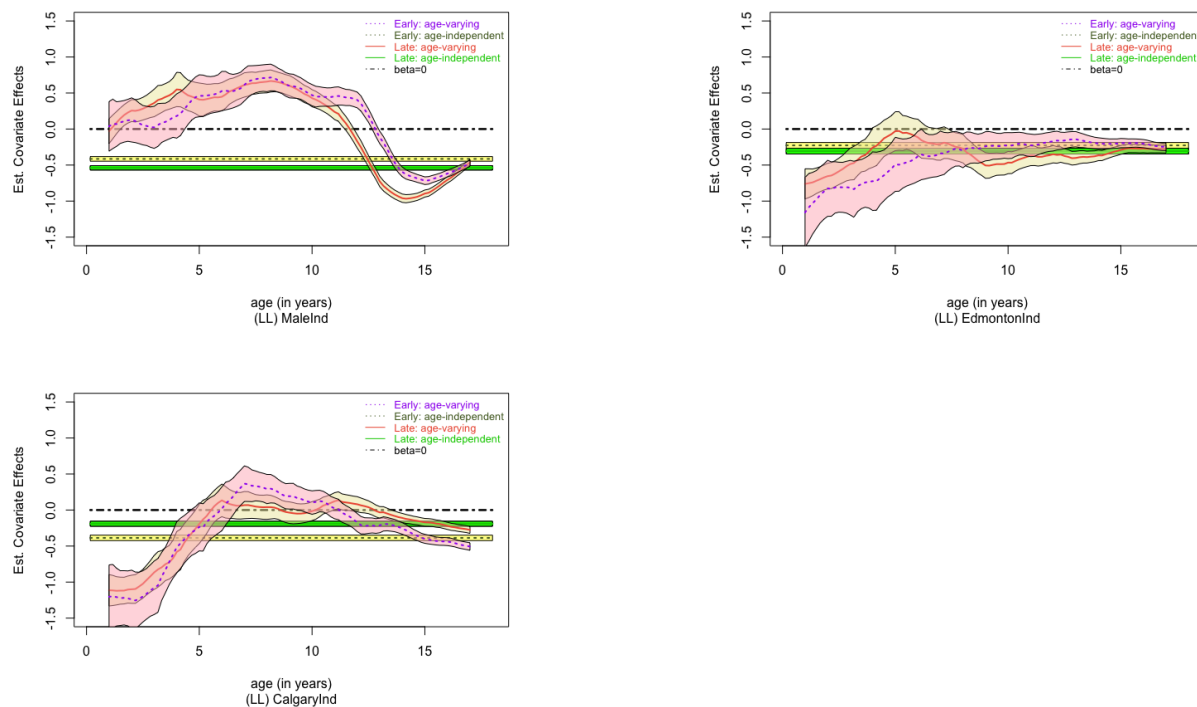 Est. Covariate Effects
1.5
1.0
0.5
0.0
-0.5
-1.0
-1.5
Early: age-varying
Early: age-independent
Late: age-varying
Late: age-independent
beta=0
0 5 10 15
age (in years)
(LL) MaleInd
Est. Covariate Effects
1.5
1.0
0.5
0.0
-0.5
-1.0
-1.5
Early: age-varying
Early: age-independent
Late: age-varying
Late: age-independent
beta=0
0 5 10 15
age (in years)
(LL) EdmontonInd
Est. Covariate Effects
1.5
1.0
0.5
0.0
-0.5
-1.0
-1.5
Early: age-varying
Early: age-independent
Late: age-varying
Late: age-independent
beta=0
0 5 10 15
age (in years)
(LL) CalgaryInd